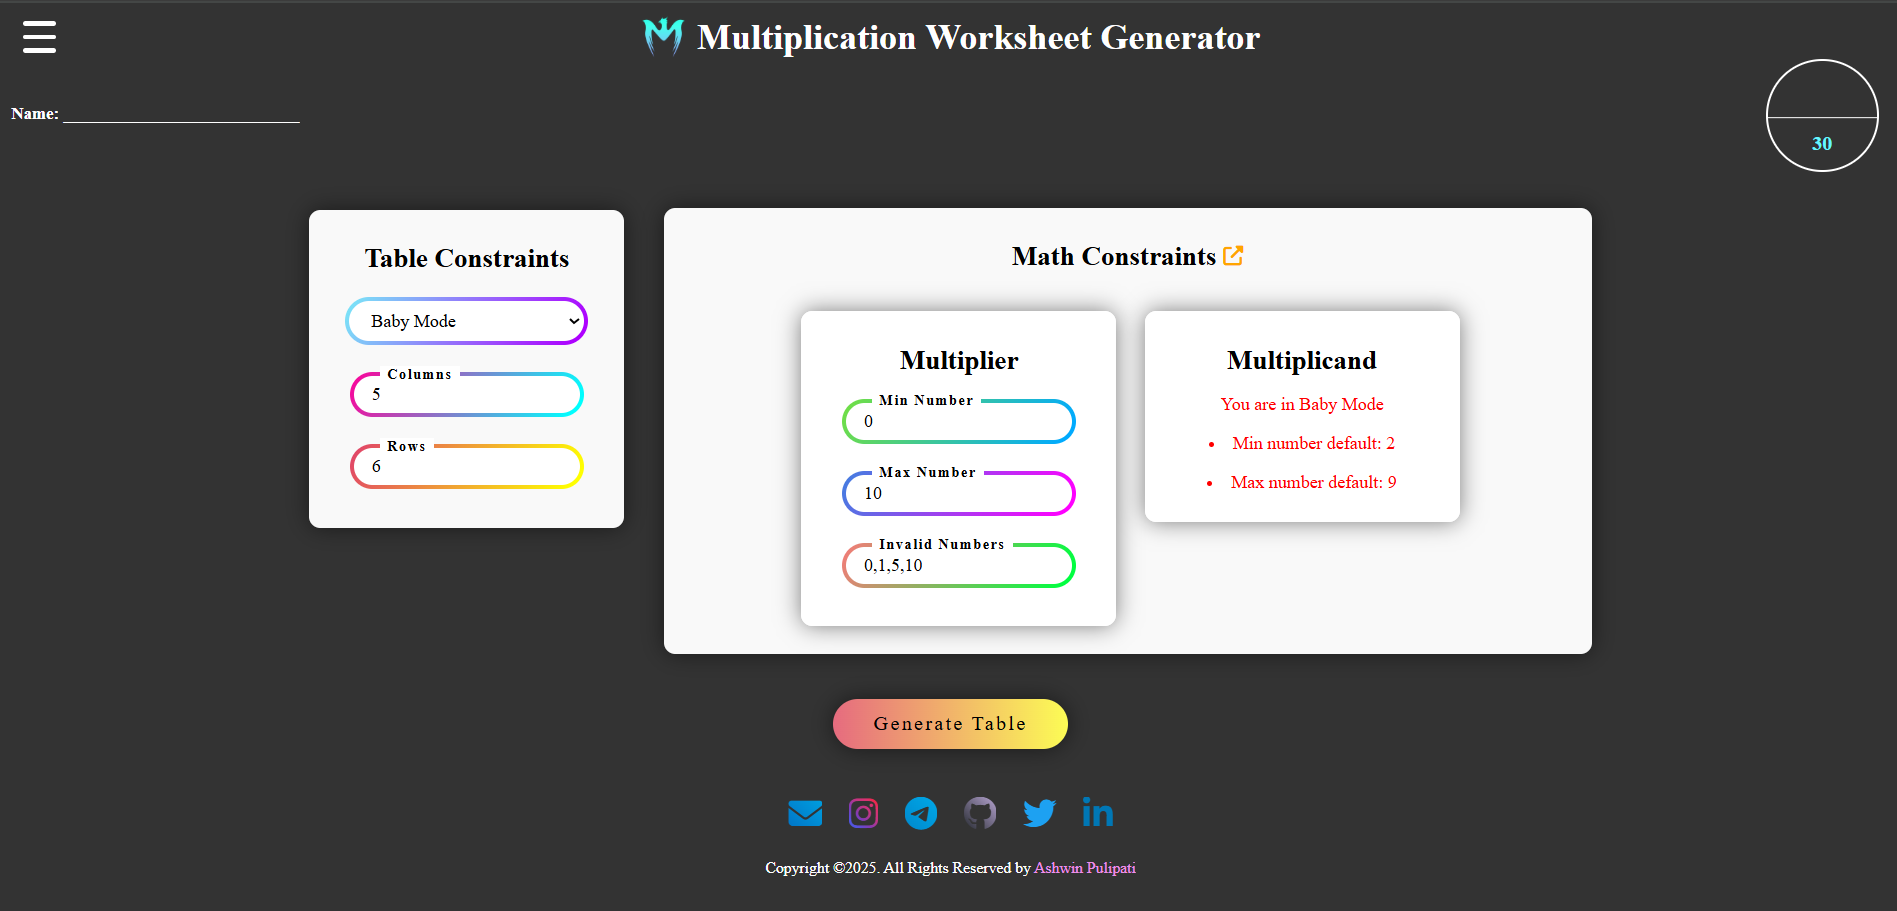 Multiplication Worksheet Generator
Name:
30
Table Constraints
Baby Mode
Columns
5
Rows
6
Math Constraints
Multiplier
Min Number
0
Max Number
10
Invalid Numbers
0,1,5,10
Multiplicand
You are in Baby Mode
• Min number default: 2
• Max number default: 9
Generate Table
Copyright ©2025. All Rights Reserved by Ashwin Pulipati